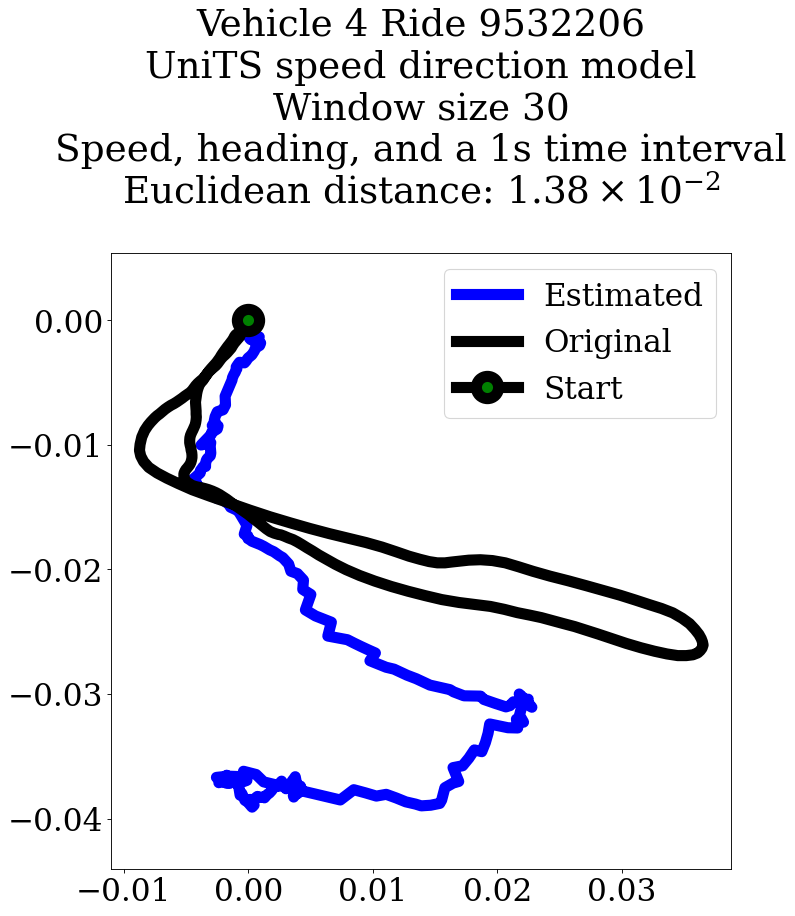 Vehicle 4 Ride 9532206
UniTS speed direction model
Window size 30
Speed, heading, and a 1s time interval
Euclidean distance: 1.38 × 10⁻²
Estimated
Original
Start
0.00
−0.01
−0.02
−0.03
−0.04
−0.01 0.00 0.01 0.02 0.03